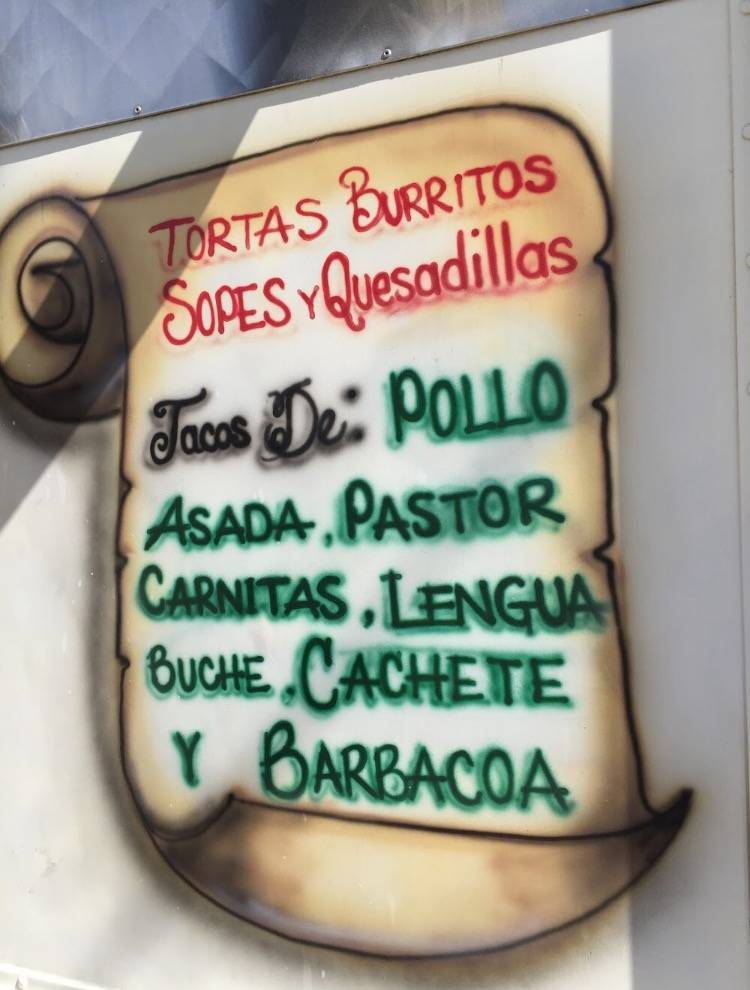 TORTAS BURRITOS
SOPES Y Quesadillas
Tacos De: POLLO
ASADA, PASTOR
CARNITAS, LENGUA
BUCHE, CACHETE
Y BARBACOA